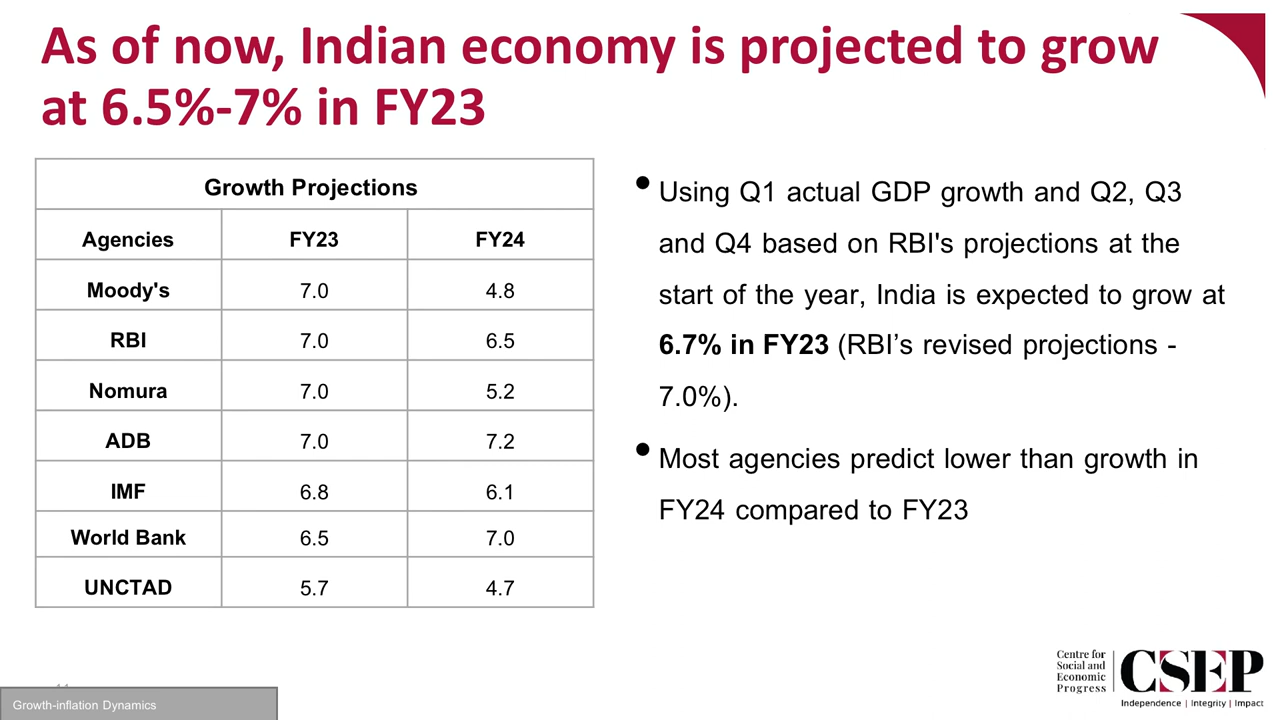 As of now, Indian economy is projected to grow
at 6.5%-7% in FY23
Growth Projections
Agencies FY23 FY24
Moody's 7.0 4.8
RBI 7.0 6.5
Nomura 7.0 5.2
ADB 7.0 7.2
IMF 6.8 6.1
World Bank 6.5 7.0
UNCTAD 5.7 4.7
• Using Q1 actual GDP growth and Q2, Q3
and Q4 based on RBI's projections at the
start of the year, India is expected to grow at
6.7% in FY23 (RBI’s revised projections -
7.0%).
• Most agencies predict lower than growth in
FY24 compared to FY23
Centre for
Social and
Economic
Progress
CSEP
Independence | Integrity | Impact
Growth-inflation Dynamics